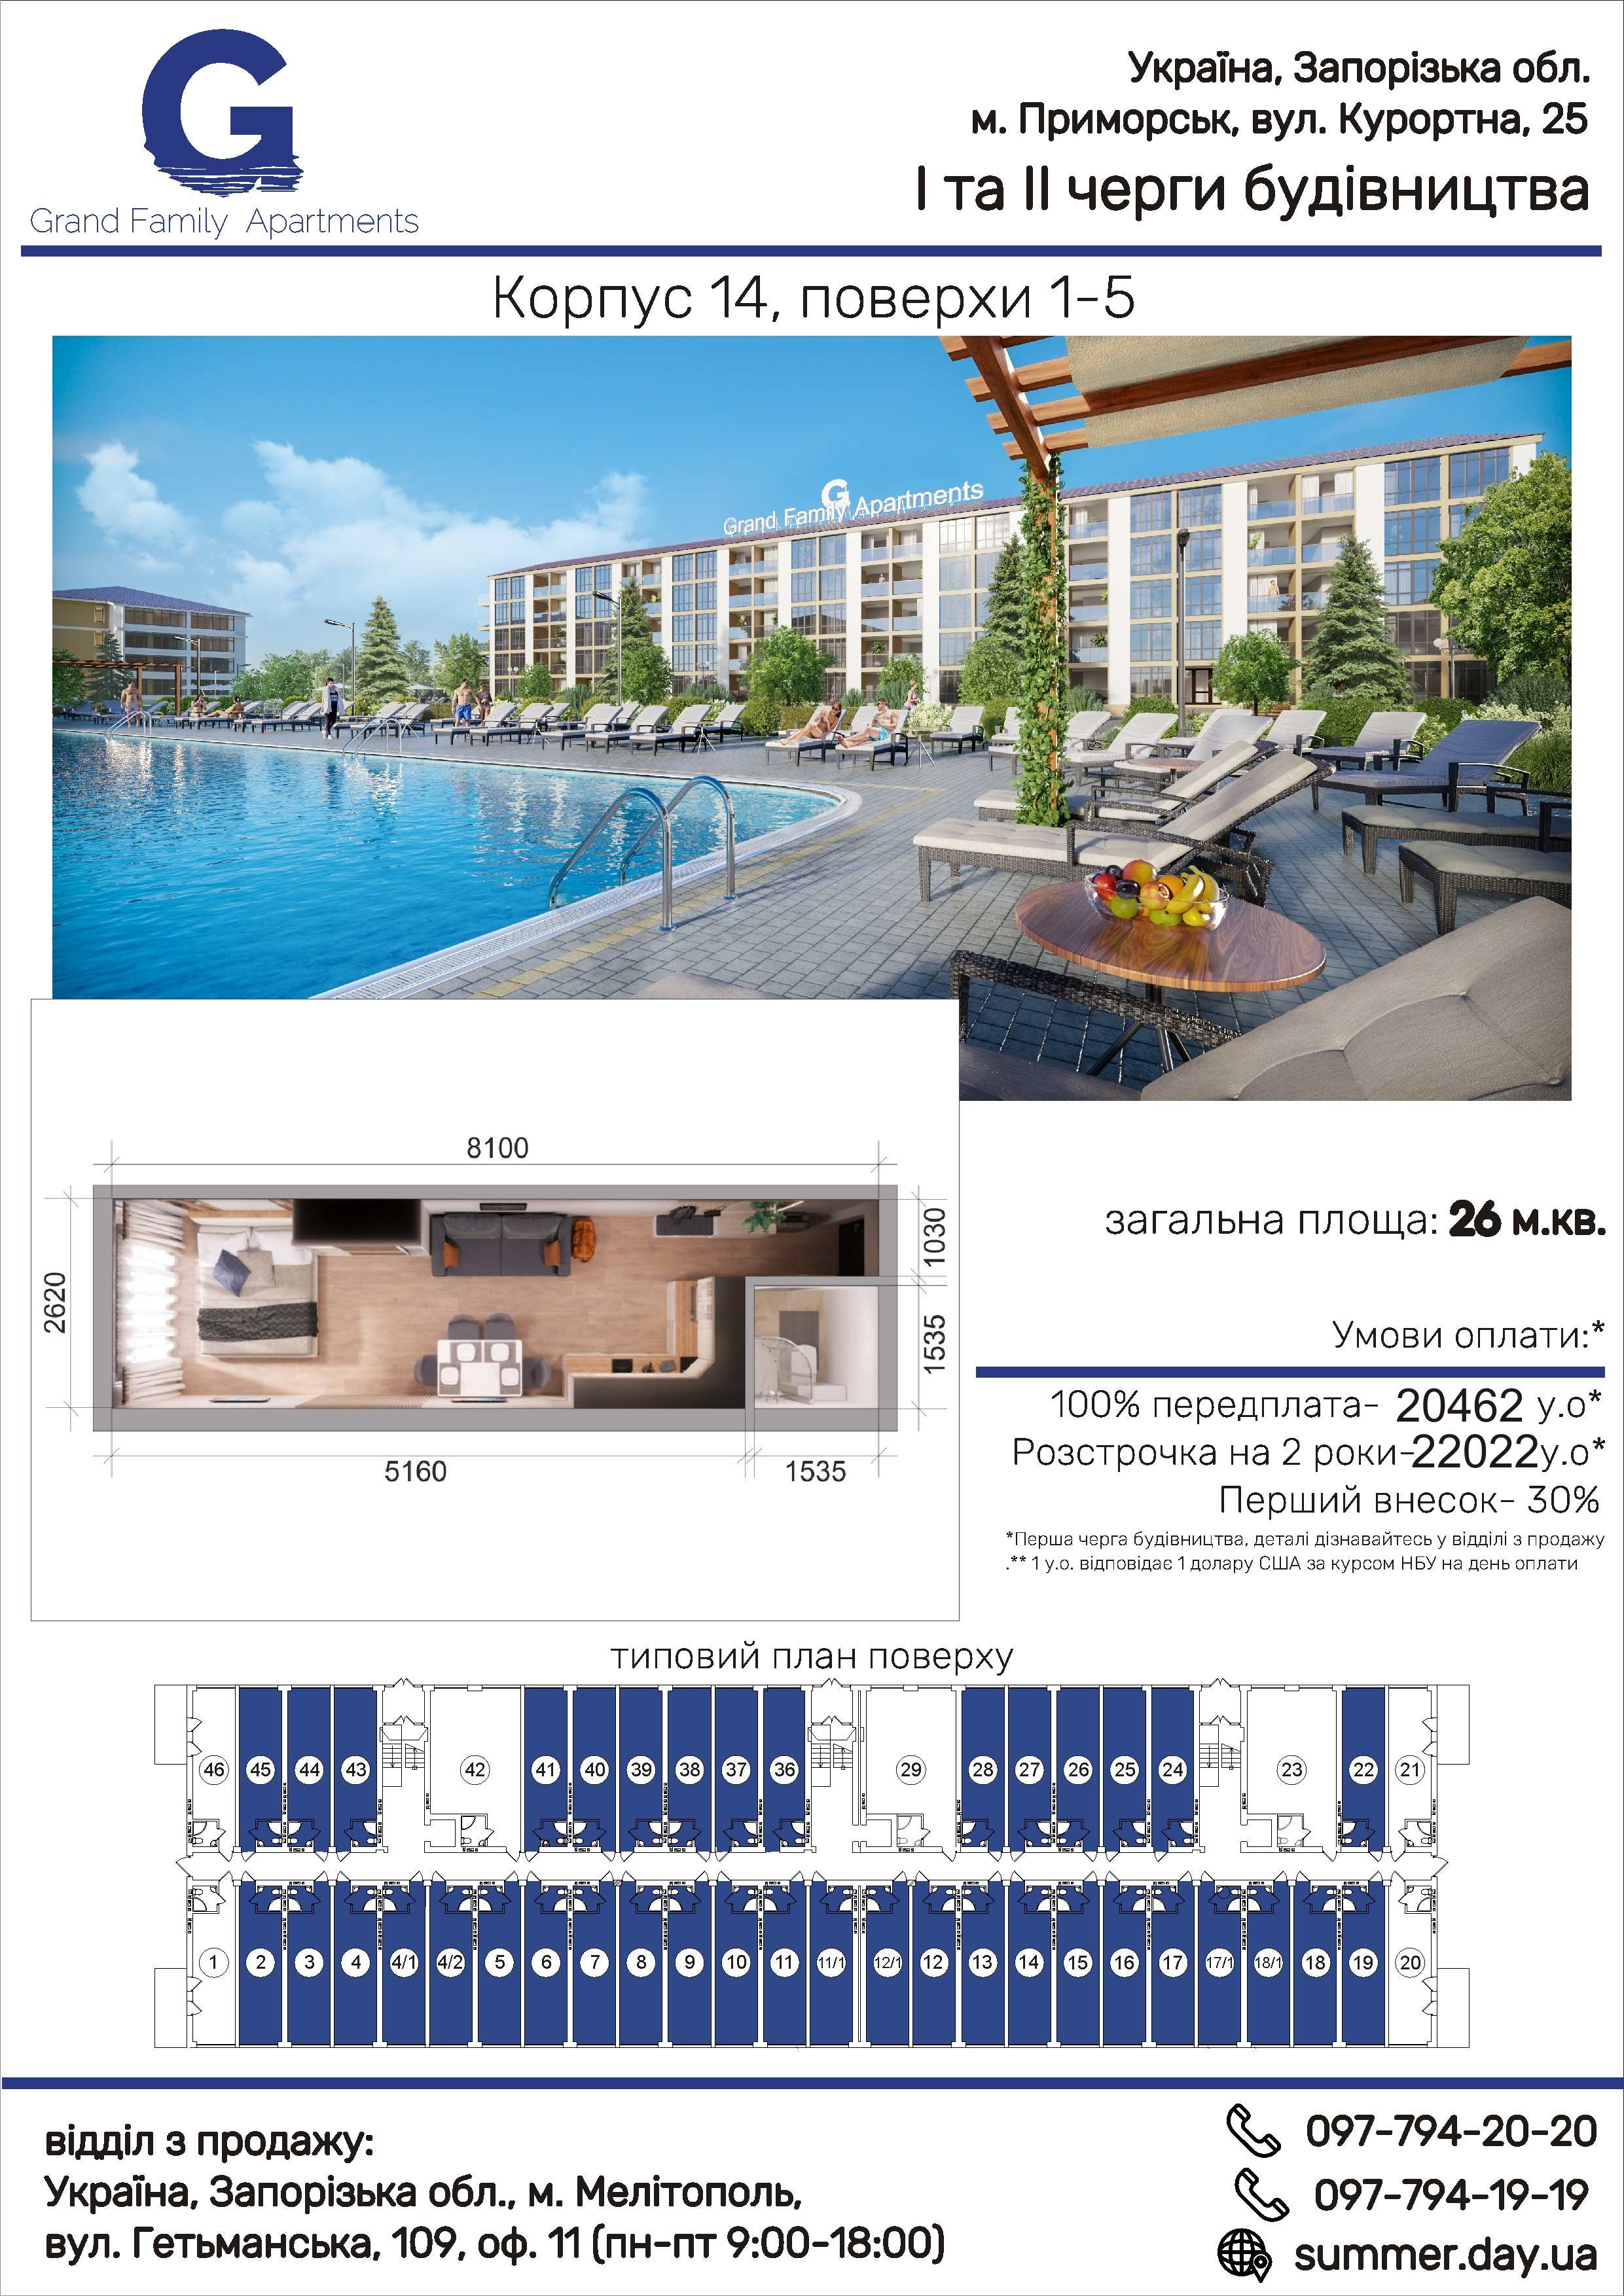 G
Grand Family Apartments
Україна, Запорізька обл.
м. Приморськ, вул. Курортна, 25
І та ІІ черги будівництва
Корпус 14, поверхи 1-5
G
Grand Family Apartments
8100
2620
1030
1535
5160
1535
загальна площа: 26 м.кв.
Умови оплати:*
100% передплата- 20462 у.о*
Розстрочка на 2 роки-22022у.о*
Перший внесок- 30%
*Перша черга будівництва, деталі дізнавайтесь у відділі з продажу
.** 1 у.о. відповідає 1 долару США за курсом НБУ на день оплати
типовий план поверху
46 45 44 43 42 41 40 39 38 37 36 29 28 27 26 25 24 23 22 21
1 2 3 4 4/1 4/2 5 6 7 8 9 10 11 11/1 12/1 12 13 14 15 16 17 17/1 18/1 18 19 20
відділ з продажу:
Україна, Запорізька обл., м. Мелітополь,
вул. Гетьманська, 109, оф. 11 (пн-пт 9:00-18:00)
097-794-20-20
097-794-19-19
summer.day.ua